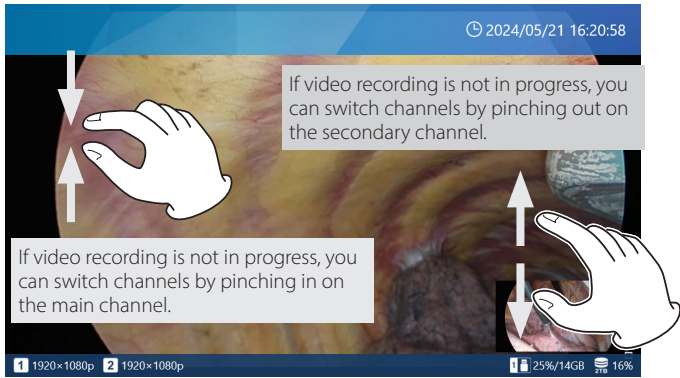 2024/05/21 16:20:58
If video recording is not in progress, you
can switch channels by pinching out on
the secondary channel.
If video recording is not in progress, you
can switch channels by pinching in on
the main channel.
1 1920×1080p 2 1920×1080p
1 25%/14GB 2TB 16%